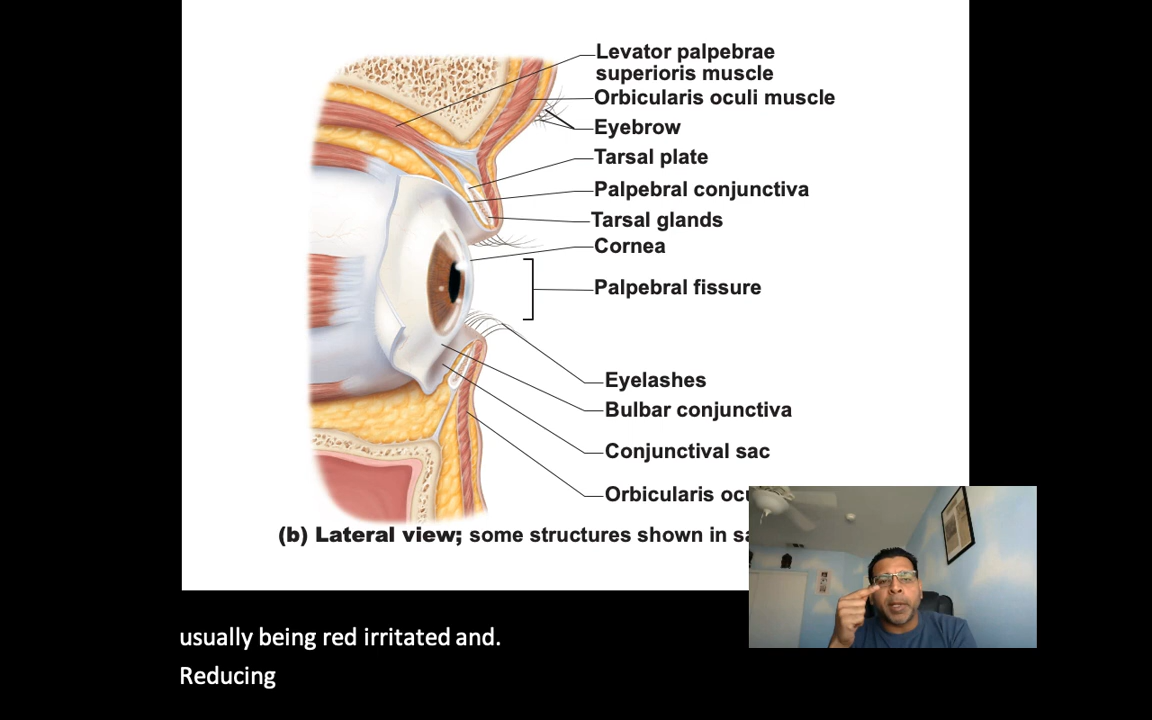 Levator palpebrae
superioris muscle
Orbicularis oculi muscle
Eyebrow
Tarsal plate
Palpebral conjunctiva
Tarsal glands
Cornea
Palpebral fissure
Eyelashes
Bulbar conjunctiva
Conjunctival sac
Orbicularis
(b) Lateral view; some structures shown in
usually being red irritated and.
Reducing